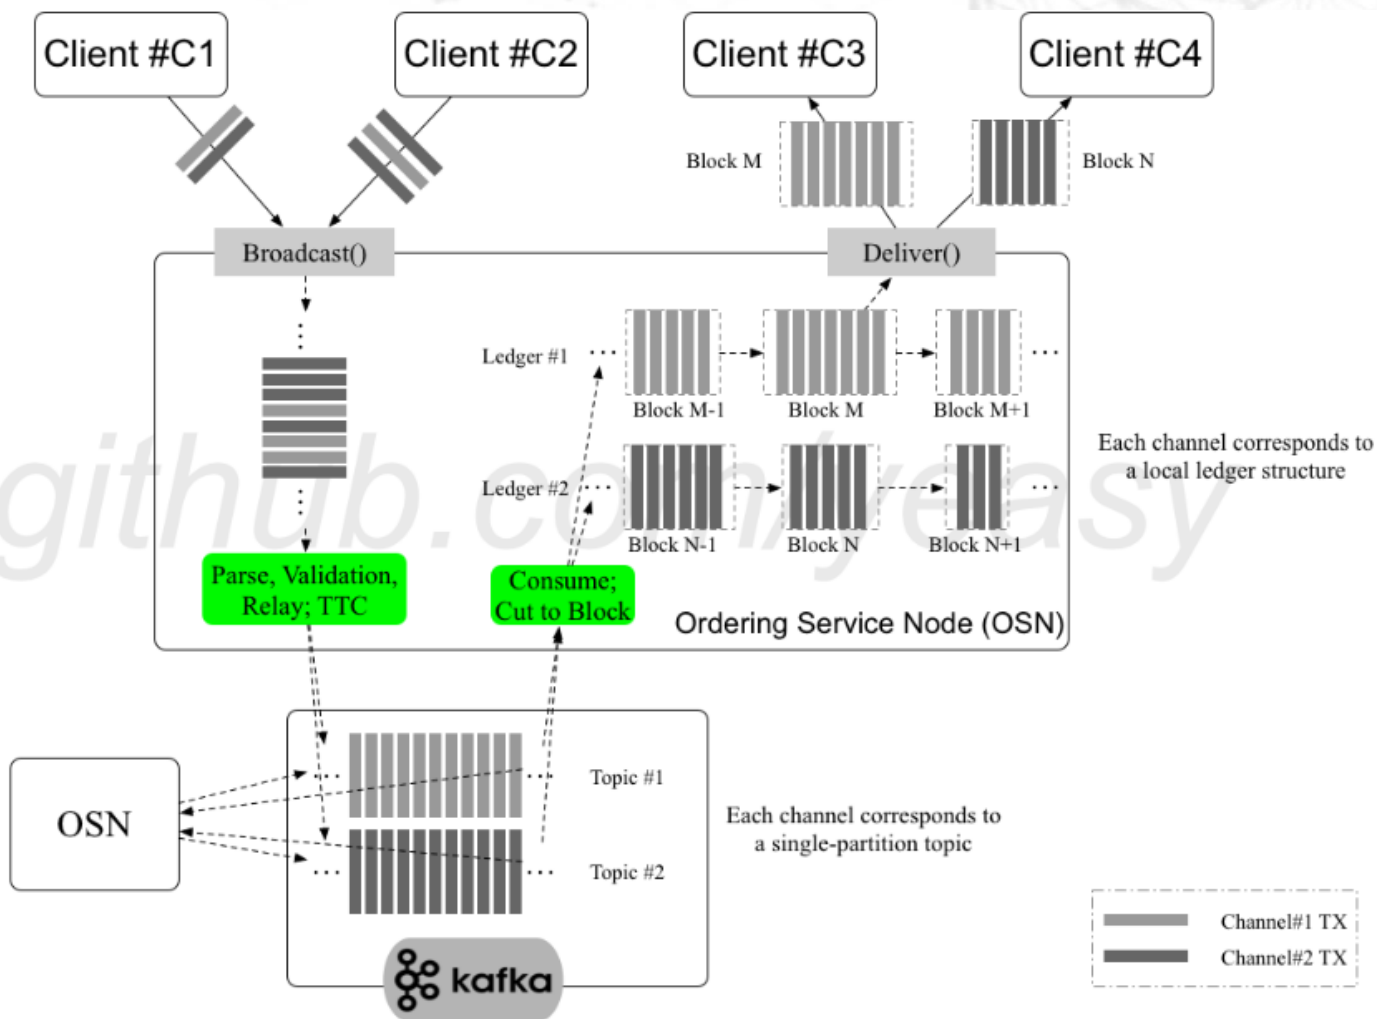 Client #C1
Client #C2
Client #C3
Client #C4
Block M
Block N
Broadcast()
Deliver()
Ledger #1
...
...
Block M-1
Block M
Block M+1
Ledger #2
...
...
Block N-1
Block N
Block N+1
Each channel corresponds to
a local ledger structure
github.com/yeasy
Parse, Validation,
Relay; TTC
Consume;
Cut to Block
Ordering Service Node (OSN)
OSN
...
...
Topic #1
...
...
Topic #2
Each channel corresponds to
a single-partition topic
kafka
Channel#1 TX
Channel#2 TX